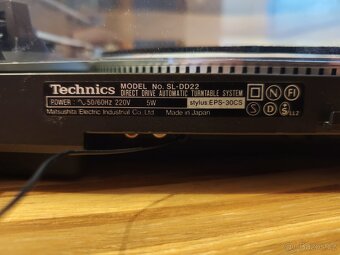 Technics MODEL No. SL-DD22
DIRECT DRIVE AUTOMATIC TURNTABLE SYSTEM
POWER: ∿50/60Hz 220V 5W stylus:EPS-30CS
Matsushita Electric Industrial Co., Ltd. Made in Japan
N S D S